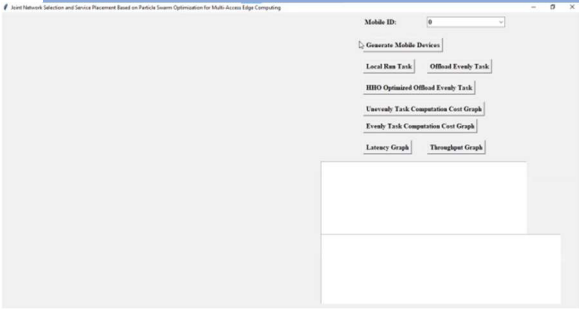 Joint Network Selection and Service Placement Based on Particle Swarm Optimization for Multi-Access Edge Computing
Mobile ID: 0
Generate Mobile Devices
Local Run Task Offload Evenly Task
HHO Optimized Offload Evenly Task
Unevenly Task Computation Cost Graph
Evenly Task Computation Cost Graph
Latency Graph Throughput Graph